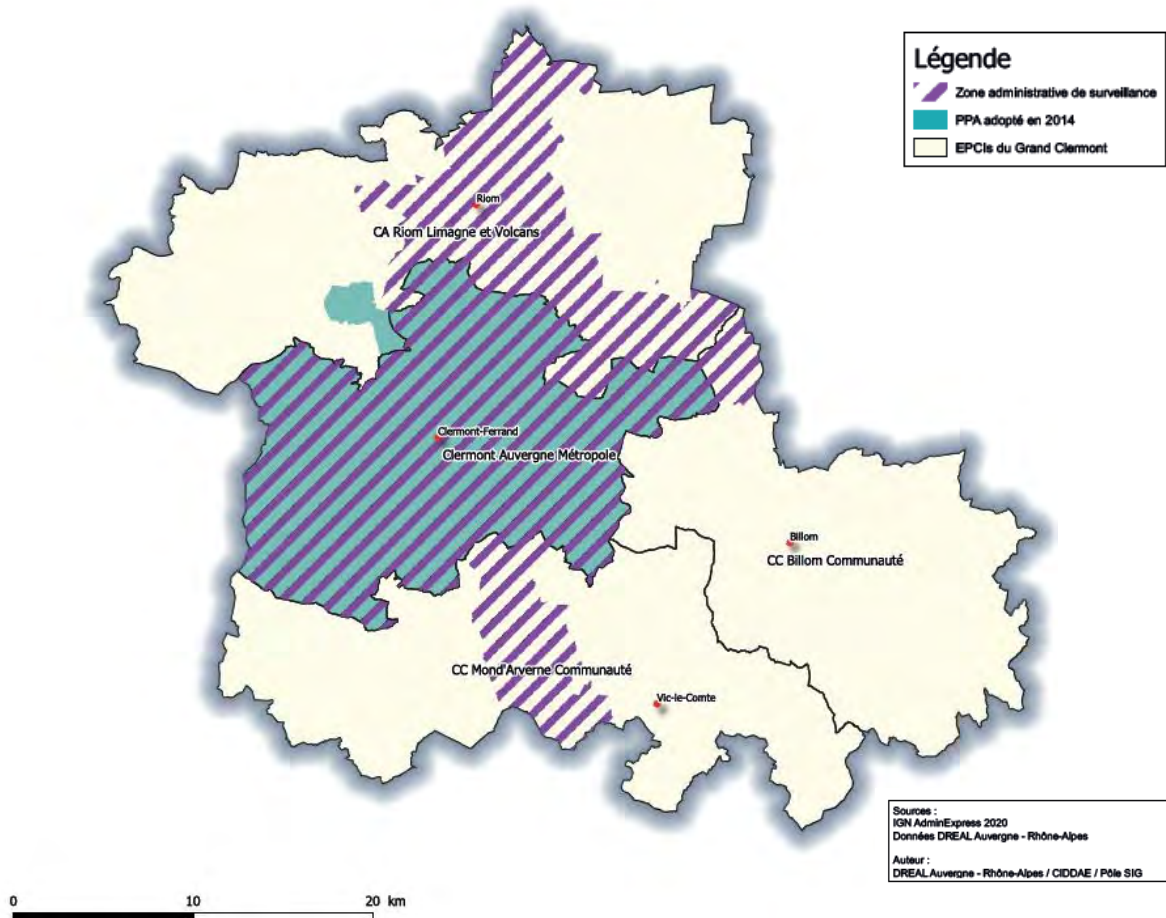 Légende
Zone administrative de surveillance
PPA adopté en 2014
EPCIs du Grand Clermont
Riom
CA Riom Limagne et Volcans
Clermont-Ferrand
Clermont Auvergne Métropole
Billom
CC Billom Communauté
CC Mond'Arverne Communauté
Vic-le-Comte
Sources :
IGN AdminExpress 2020
Données DREAL Auvergne - Rhône-Alpes
Auteur :
DREAL Auvergne - Rhône-Alpes / CIDDAE / Pôle SIG
0 10 20 km